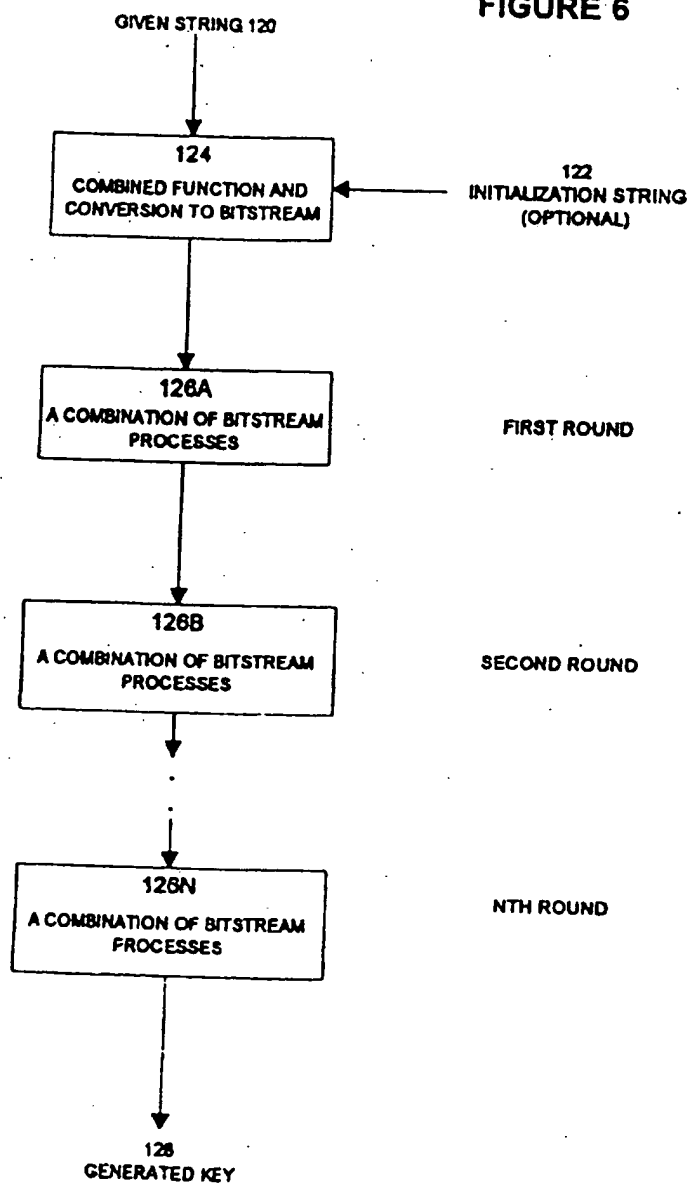 FIGURE 6
GIVEN STRING 120
124
COMBINED FUNCTION AND
CONVERSION TO BITSTREAM
122
INITIALIZATION STRING
(OPTIONAL)
126A
A COMBINATION OF BITSTREAM
PROCESSES
FIRST ROUND
126B
A COMBINATION OF BITSTREAM
PROCESSES
SECOND ROUND
126N
A COMBINATION OF BITSTREAM
PROCESSES
NTH ROUND
128
GENERATED KEY